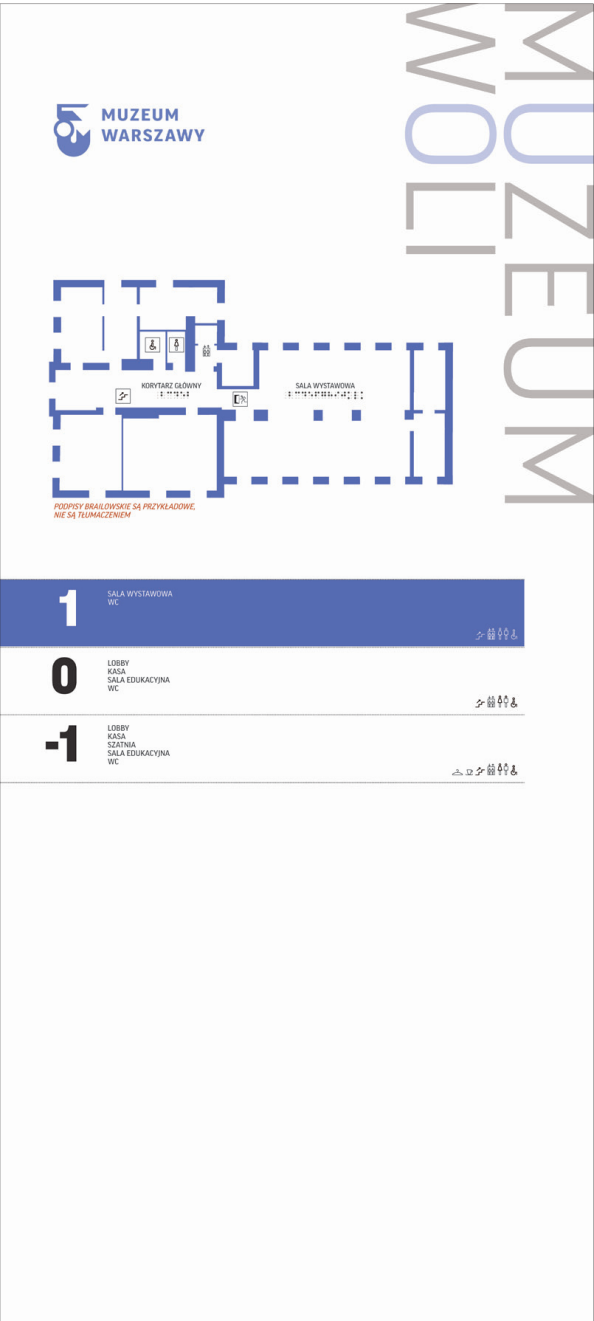 MUZEUM
WOLI
MUZEUM
WARSZAWY
KORYTARZ GŁÓWNY
SALA WYSTAWOWA
PODPISY BRAILOWSKIE SĄ PRZYKŁADOWE,
NIE SĄ TŁUMACZENIEM
1
SALA WYSTAWOWA
WC
0
LOBBY
KASA
SALA EDUKACYJNA
WC
-1
LOBBY
KASA
SZATNIA
SALA EDUKACYJNA
WC